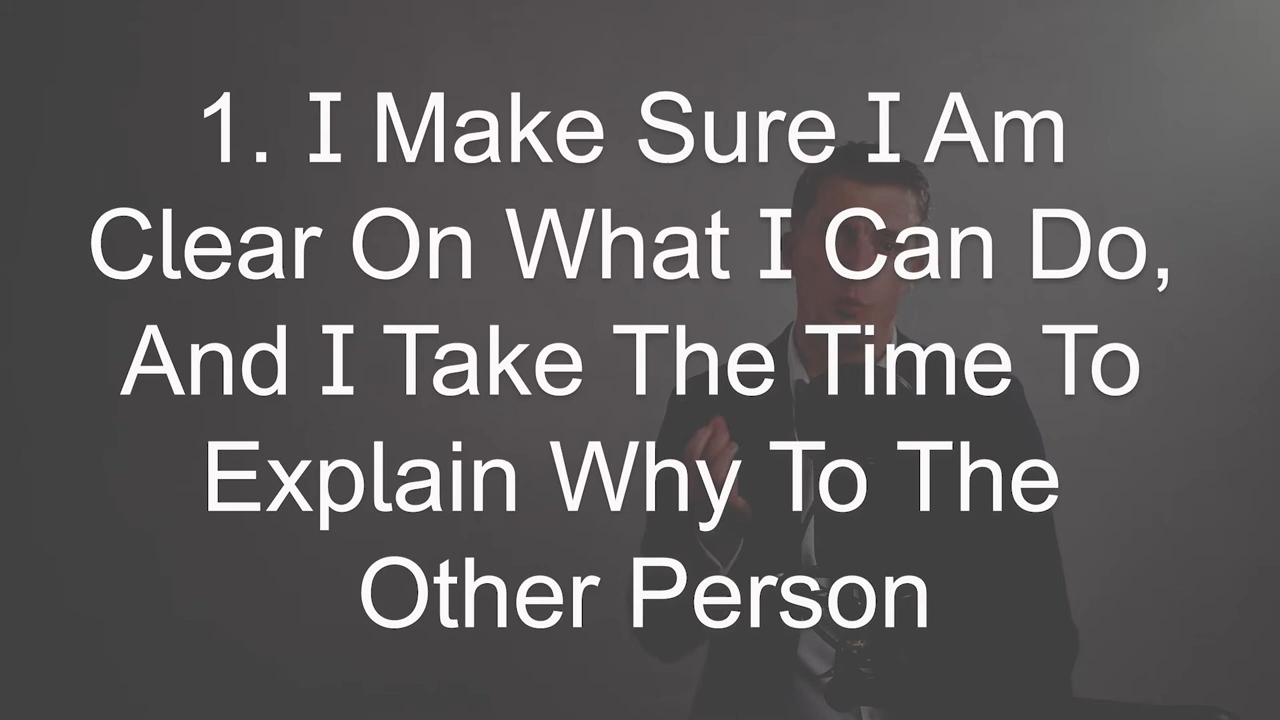 1. I Make Sure I Am
Clear On What I Can Do,
And I Take The Time To
Explain Why To The
Other Person